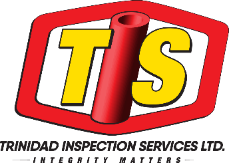 TIS
TRINIDAD INSPECTION SERVICES LTD.
INTEGRITY MATTERS